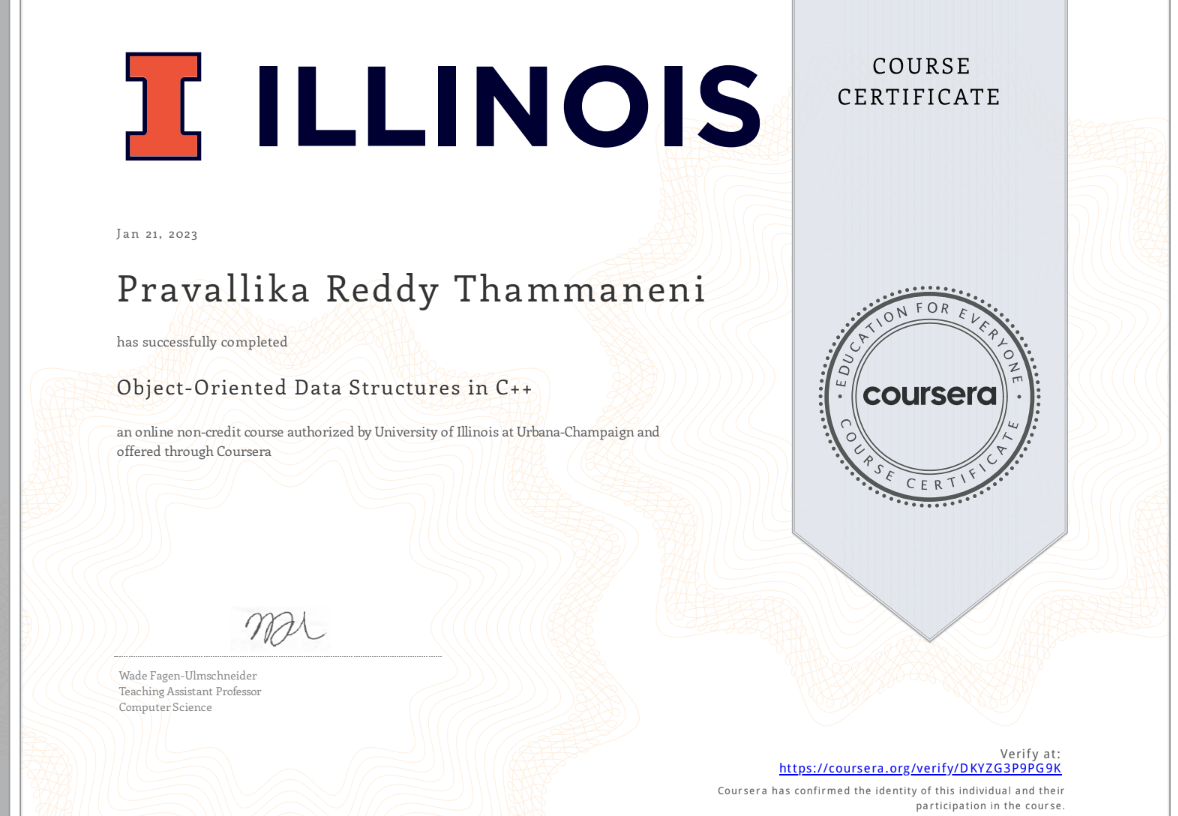 I ILLINOIS
COURSE
CERTIFICATE
Jan 21, 2023
Pravallika Reddy Thammaneni
has successfully completed
Object-Oriented Data Structures in C++
an online non-credit course authorized by University of Illinois at Urbana-Champaign and
offered through Coursera
EDUCATION FOR EVERYONE
coursera
COURSE CERTIFICATE
Wade Fagen-Ulmschneider
Teaching Assistant Professor
Computer Science
Verify at:
https://coursera.org/verify/DKYZG3P9PG9K
Coursera has confirmed the identity of this individual and their
participation in the course.